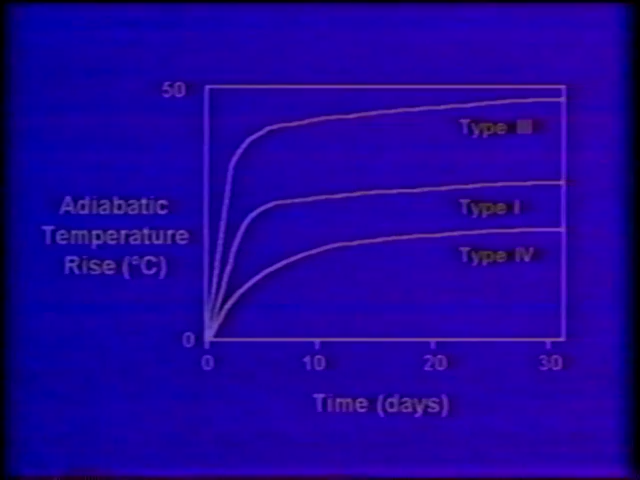 50
Type III
Adiabatic
Temperature
Rise (°C)
Type I
Type IV
0
0 10 20 30
Time (days)